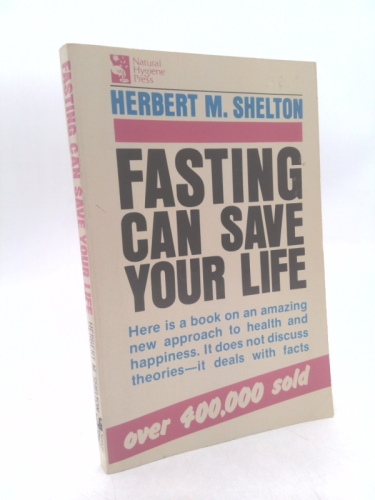 Natural
Hygiene
Press
HERBERT M. SHELTON
FASTING
CAN SAVE
YOUR LIFE
Here is a book on an amazing
new approach to health and
happiness. It does not discuss
theories—it deals with facts
over 400,000 sold
FASTING CAN SAVE YOUR LIFE HERBERT M. SHELTON